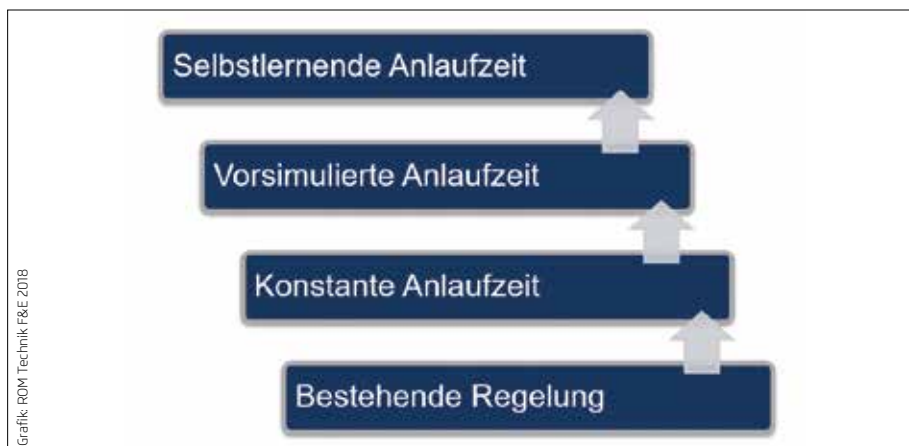 Selbstlernende Anlaufzeit
Vorsimulierte Anlaufzeit
Konstante Anlaufzeit
Bestehende Regelung
Grafik: ROM Technik F&E 2018